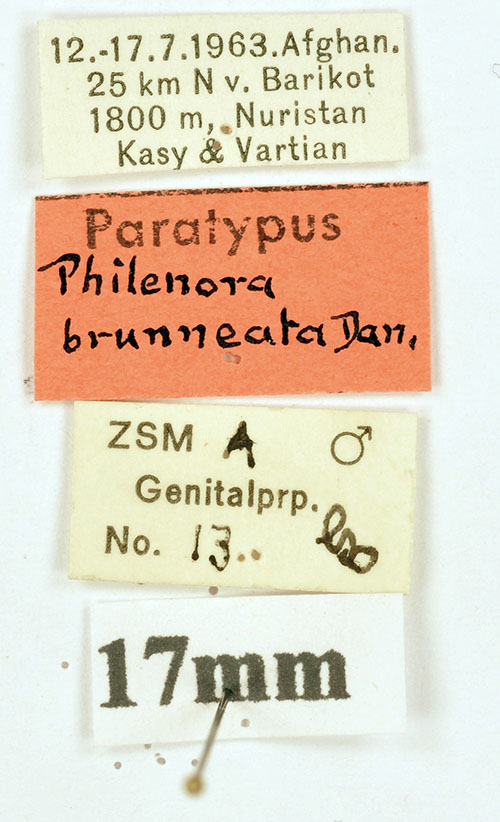 12.-17.7.1963.Afghan.
25 km N v. Barikot
1800 m, Nuristan
Kasy & Vartian
Paratypus
Philenora
brunneata Dan.
ZSM A ♂
Genitalprp.
No. 13
17mm